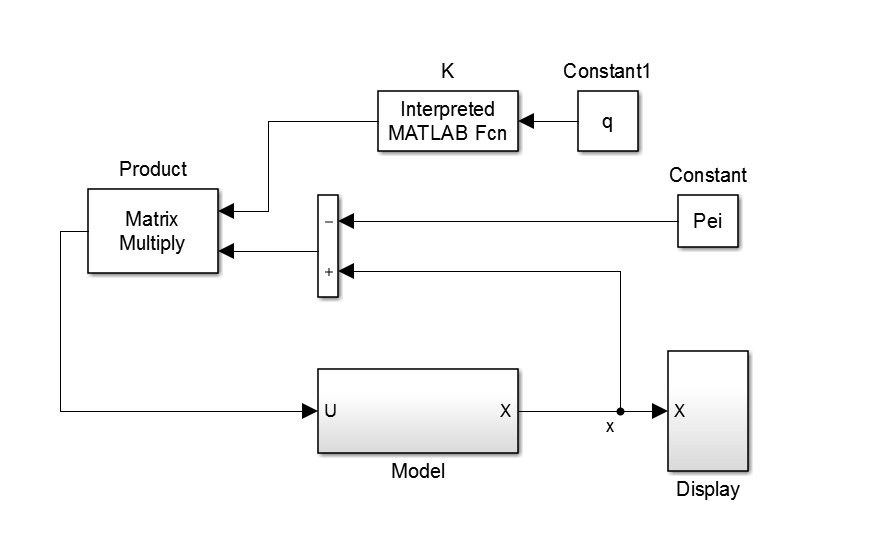 K
Constant1
Interpreted
MATLAB Fcn
q
Product
Constant
Matrix
Multiply
−
Pei
+
U
X
X
x
Model
Display